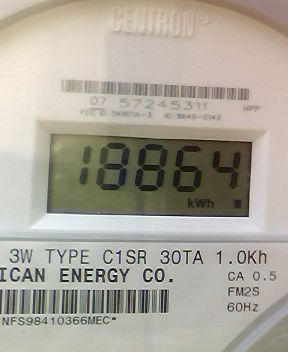 CENTRON
07 57245311
18864
kWh
3W TYPE C1SR 30TA 1.0Kh
ICAN ENERGY CO.
CA 0.5
FM2S
60Hz
NFS98410366MEC*